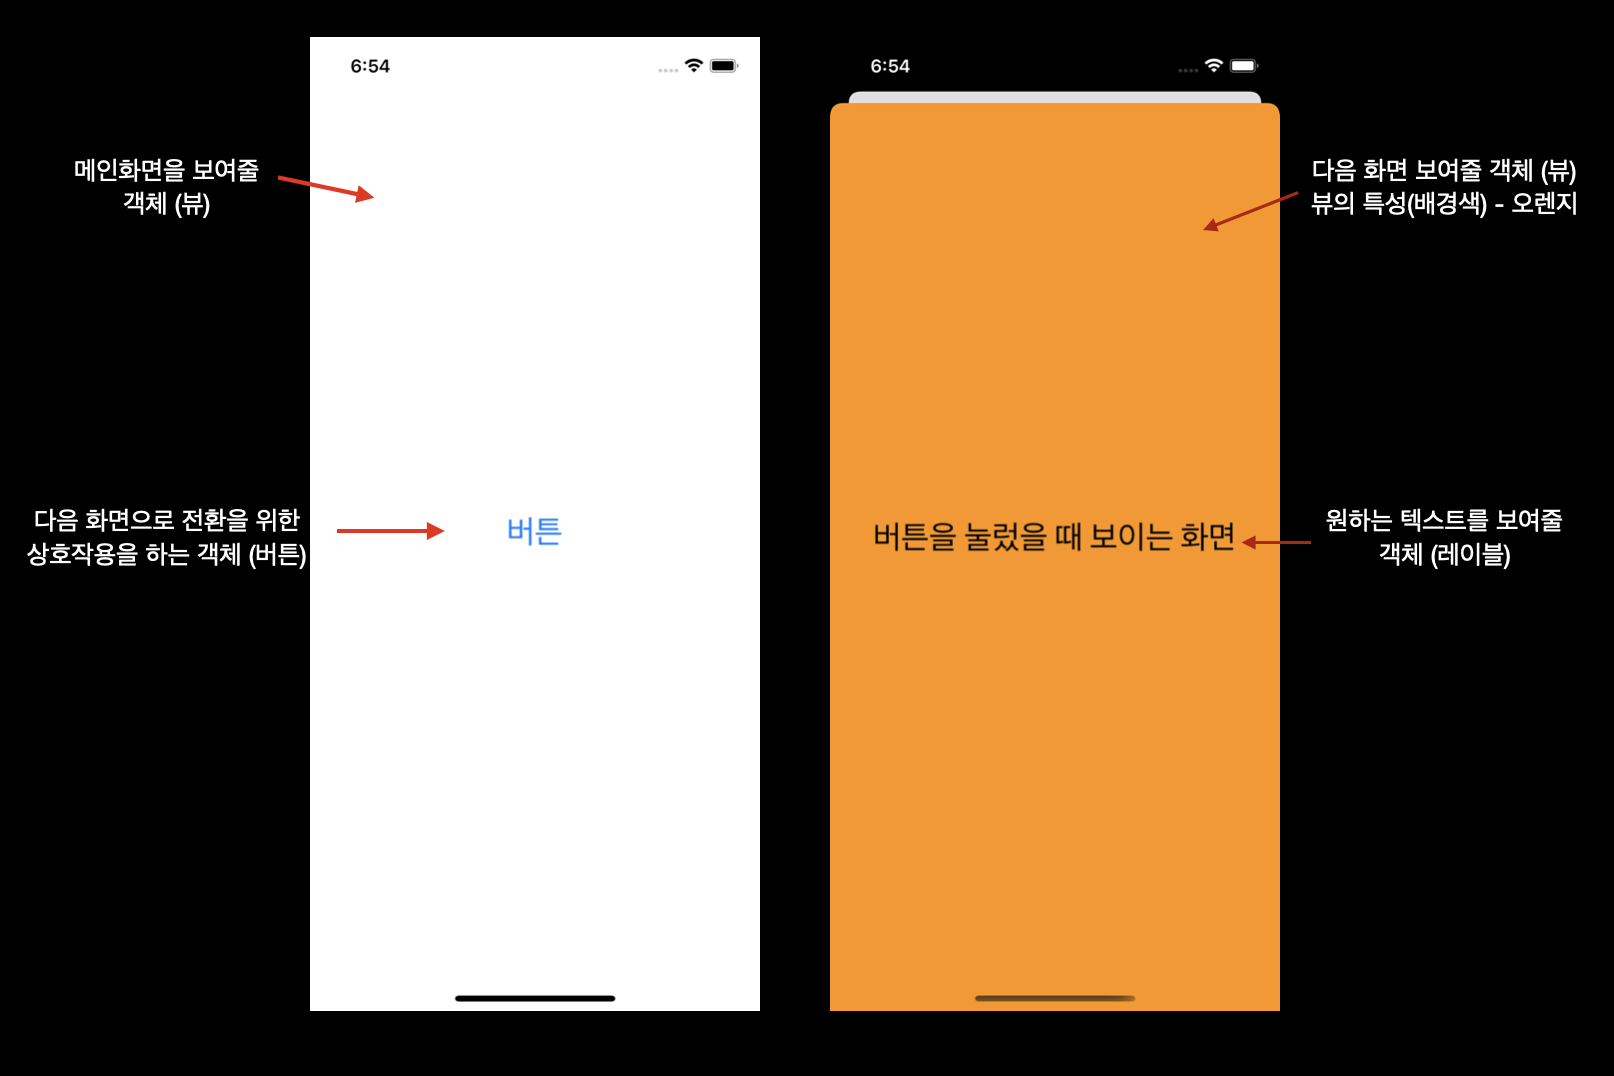 6:54
메인화면을 보여줄
객체 (뷰)
다음 화면으로 전환을 위한
상호작용을 하는 객체 (버튼)
버튼
6:54
다음 화면 보여줄 객체 (뷰)
뷰의 특성(배경색) - 오렌지
버튼을 눌렀을 때 보이는 화면
원하는 텍스트를 보여줄
객체 (레이블)